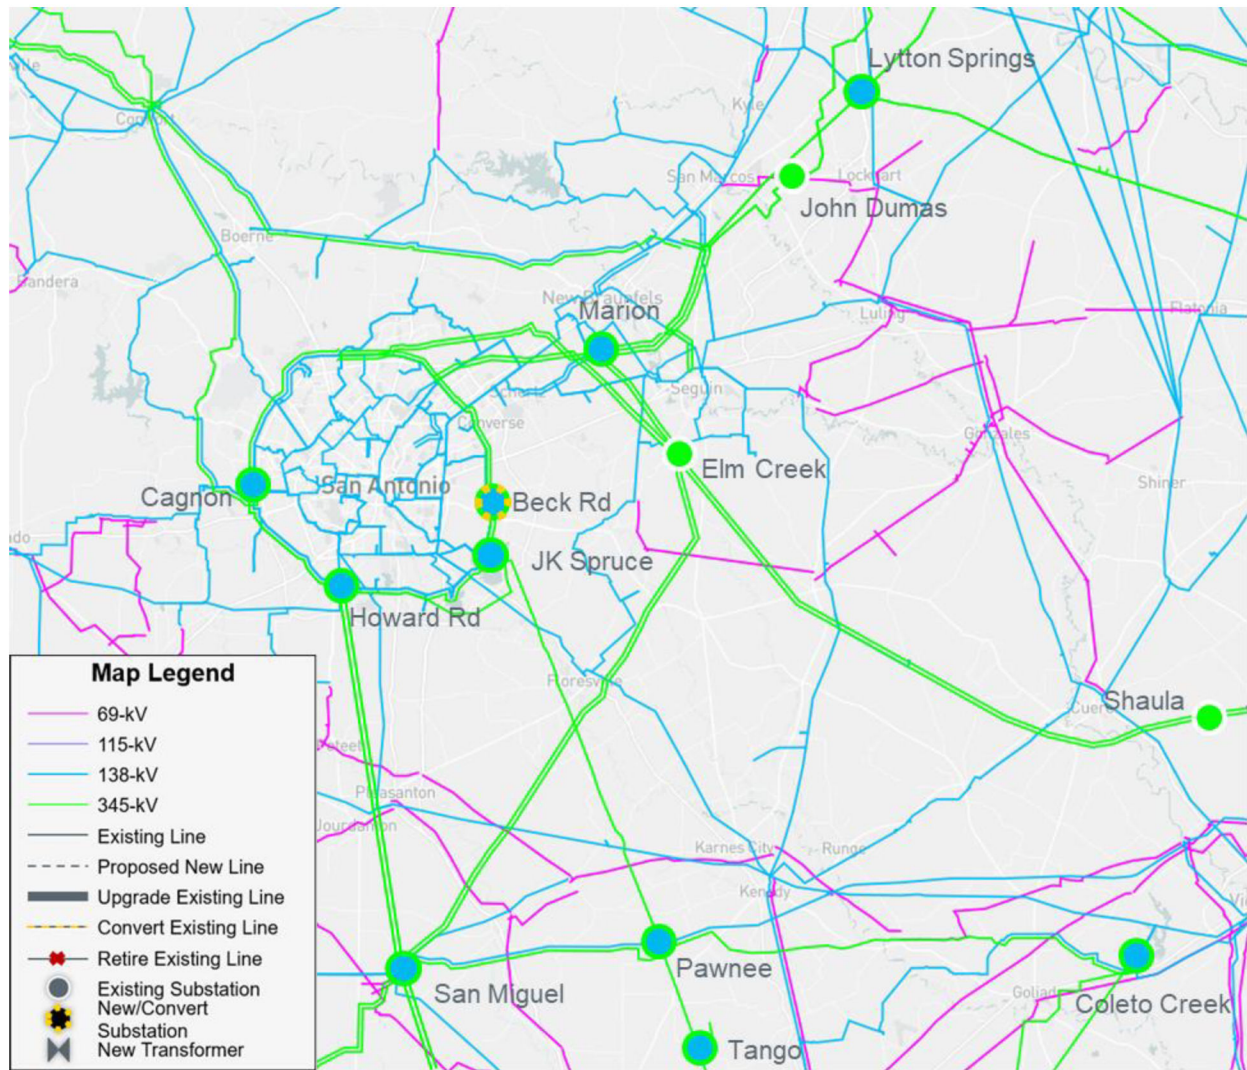 Lytton Springs
Comfort
Kyle
San Marcos
Lockhart
John Dumas
Boerne
Bandera
New Braunfels
Marion
Luling
Flatonia
Schertz
Seguin
Converse
Gonzales
Elm Creek
Cagnon
San Antonio
Beck Rd
Shiner
JK Spruce
Howard Rd
Floresville
Cuero
Shaula
Map Legend
69-kV
115-kV
138-kV
345-kV
Existing Line
Proposed New Line
Upgrade Existing Line
Convert Existing Line
Retire Existing Line
Existing Substation
New/Convert
Substation
New Transformer
Poteet
Pleasanton
Jourdanton
Karnes City
Runge
Kenedy
Pawnee
San Miguel
Goliad
Coleto Creek
Tango